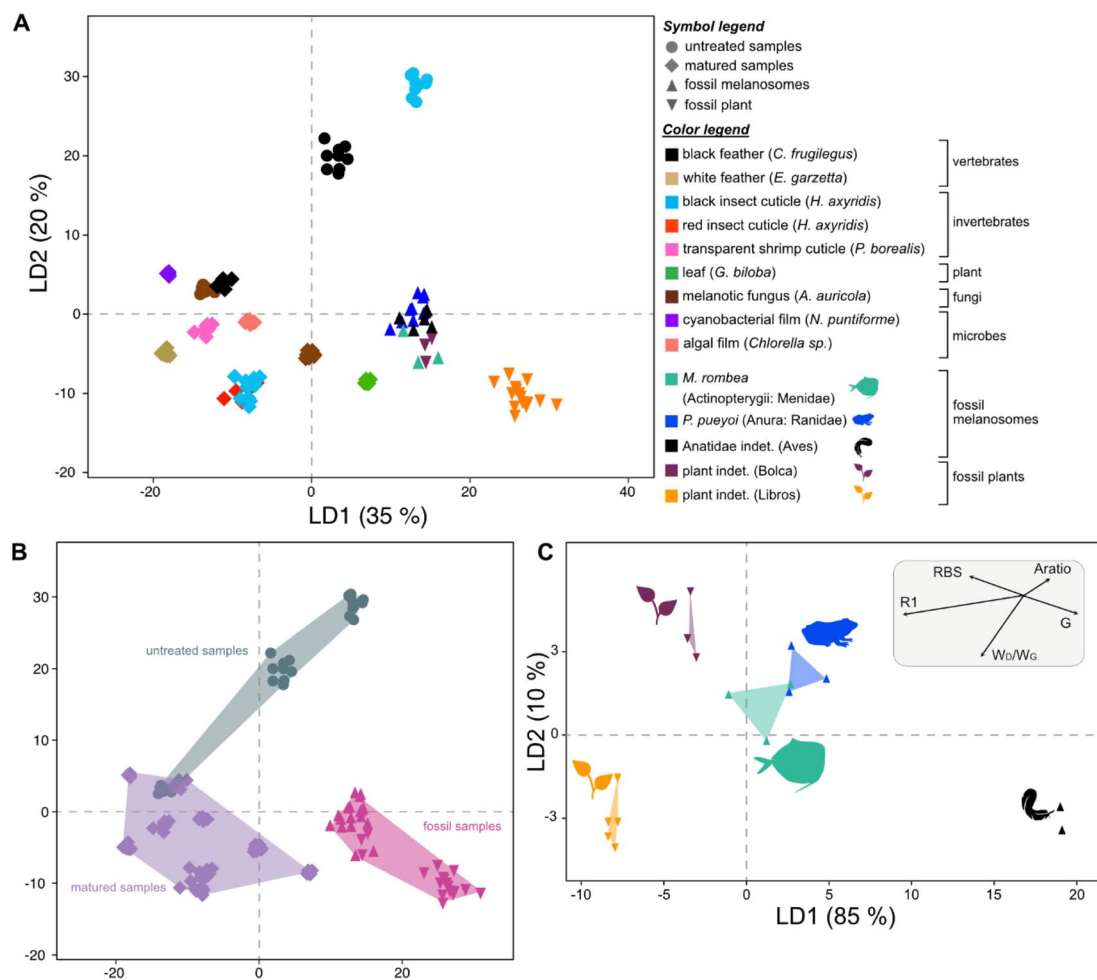 A
LD2 (20 %)
30
20
10
0
-10
-20
-20
0
20
40
LD1 (35 %)
Symbol legend
untreated samples
matured samples
fossil melanosomes
fossil plant
Color legend
black feather (C. frugilegus)
white feather (E. garzetta)
vertebrates
black insect cuticle (H. axyridis)
red insect cuticle (H. axyridis)
transparent shrimp cuticle (P. borealis)
invertebrates
leaf (G. biloba)
plant
melanotic fungus (A. auricola)
fungi
cyanobacterial film (N. puntiforme)
algal film (Chlorella sp.)
microbes
M. rombea
(Actinopterygii: Menidae)
P. pueyoi (Anura: Ranidae)
Anatidae indet. (Aves)
fossil
melanosomes
plant indet. (Bolca)
plant indet. (Libros)
fossil plants
B
30
20
10
0
-10
-20
-20
0
20
untreated samples
matured samples
fossil samples
C
LD2 (10 %)
3
0
-3
-10
-5
0
5
10
15
20
LD1 (85 %)
RBS
Aratio
R1
G
WD/WG